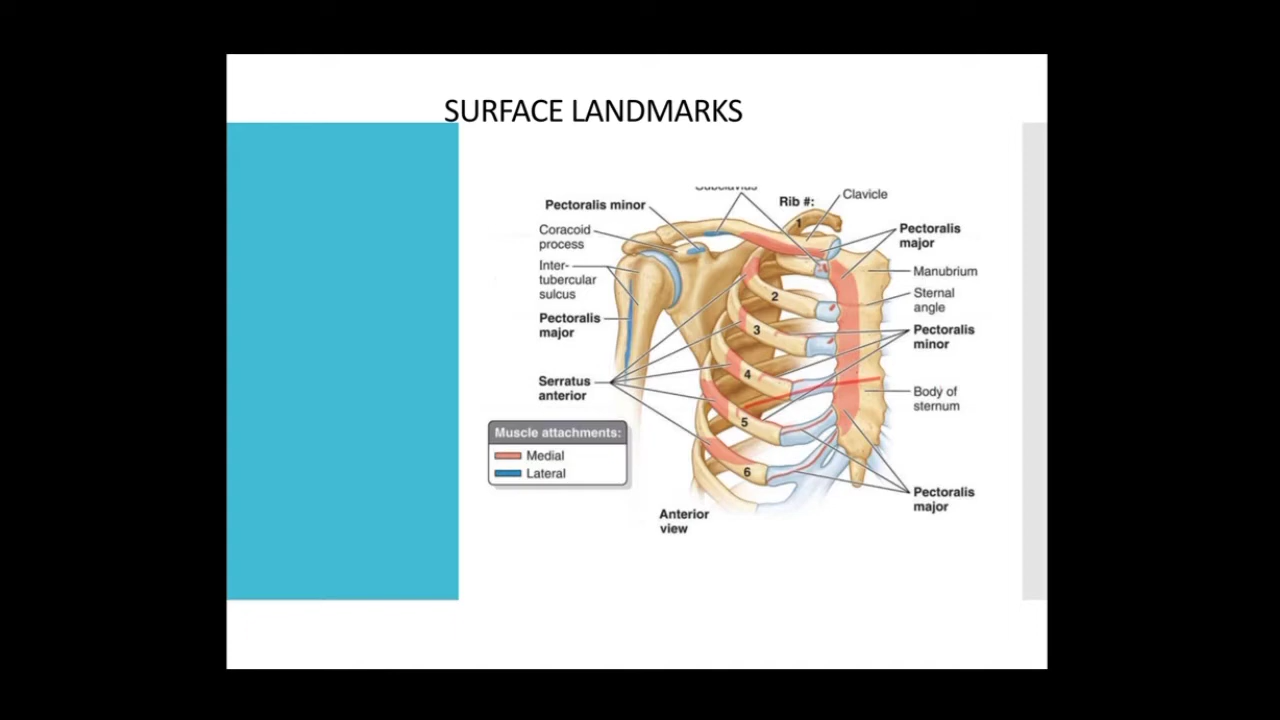 SURFACE LANDMARKS
Subclavius
Rib #:
Clavicle
Pectoralis minor
1
Coracoid
process
Pectoralis
major
Inter-
tubercular
sulcus
Manubrium
Sternal
angle
2
Pectoralis
major
3
Pectoralis
minor
4
Serratus
anterior
Body of
sternum
5
Muscle attachments:
Medial
Lateral
6
Pectoralis
major
Anterior
view